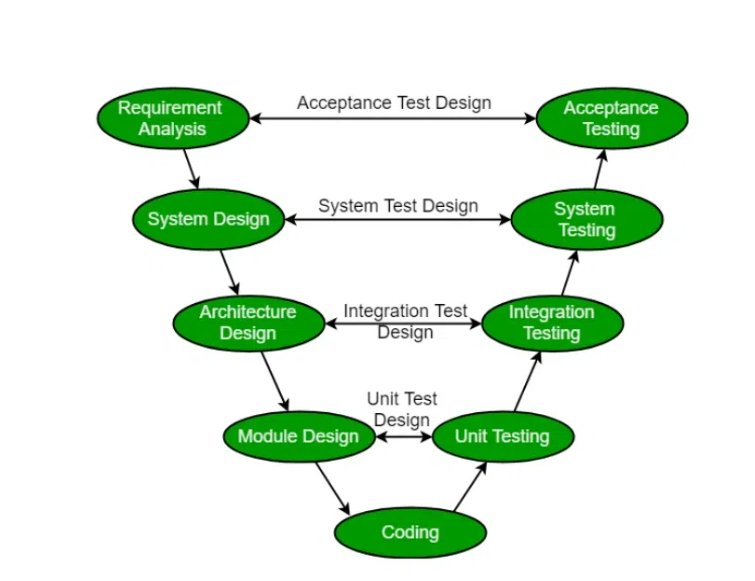 Requirement
Analysis
Acceptance Test Design
Acceptance
Testing
System Design
System Test Design
System
Testing
Architecture
Design
Integration Test
Design
Integration
Testing
Module Design
Unit Test
Design
Unit Testing
Coding